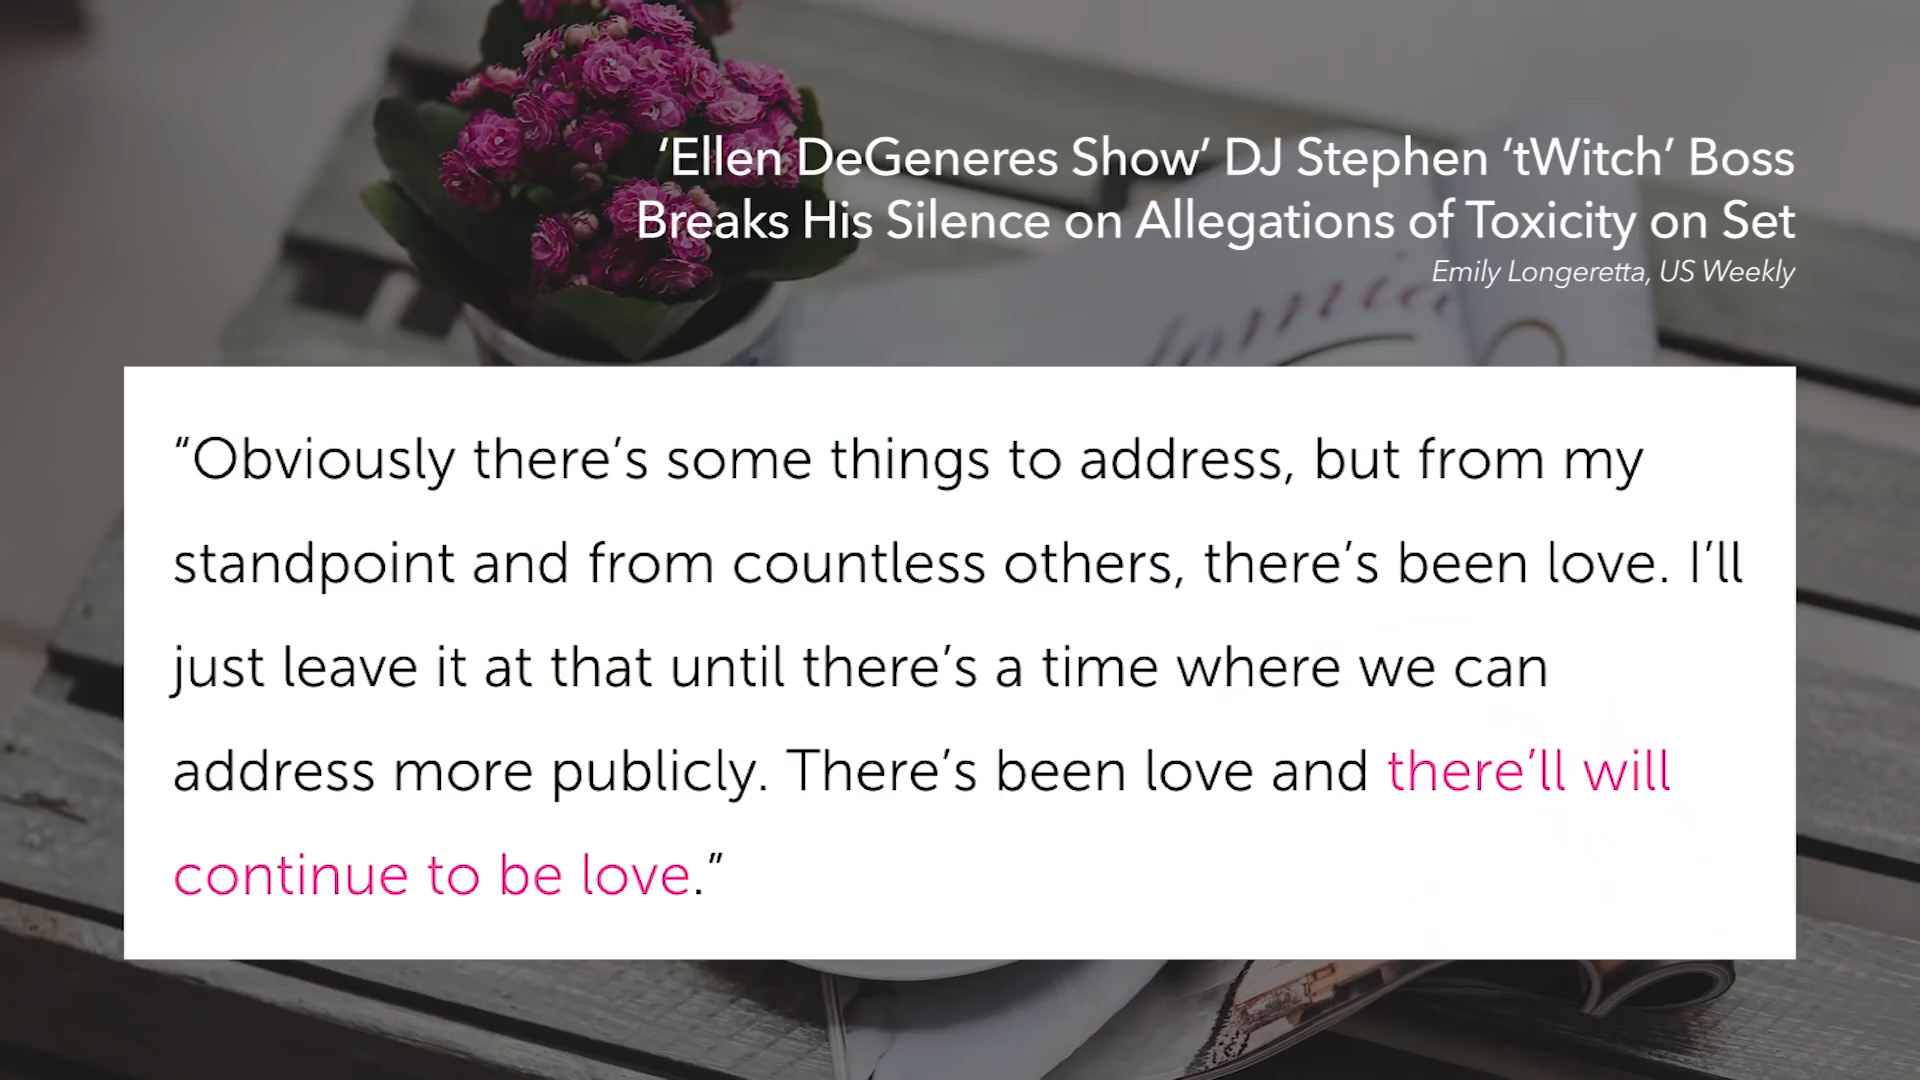 ‘Ellen DeGeneres Show’ DJ Stephen ‘tWitch’ Boss
Breaks His Silence on Allegations of Toxicity on Set
Emily Longeretta, US Weekly
“Obviously there’s some things to address, but from my
standpoint and from countless others, there’s been love. I’ll
just leave it at that until there’s a time where we can
address more publicly. There’s been love and there’ll will
continue to be love.”